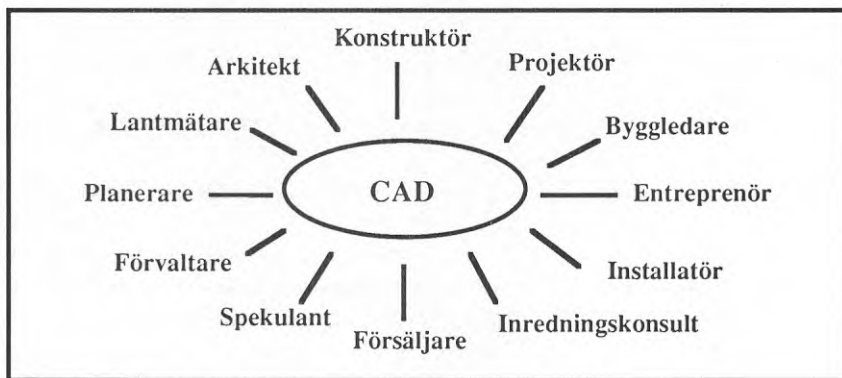 Konstruktör
Arkitekt
Projektör
Lantmätare
Byggledare
CAD
Planerare
Entreprenör
Förvaltare
Installatör
Spekulant
Försäljare
Inredningskonsult